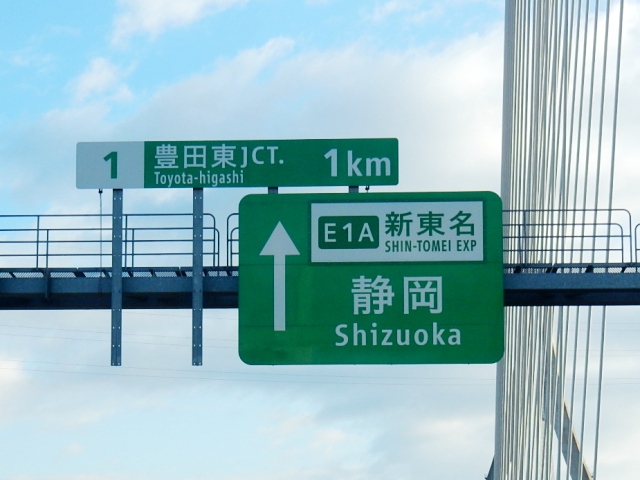 1 豊田東JCT. 1km
Toyota-higashi
E1A 新東名
SHIN-TOMEI EXP
静岡
Shizuoka